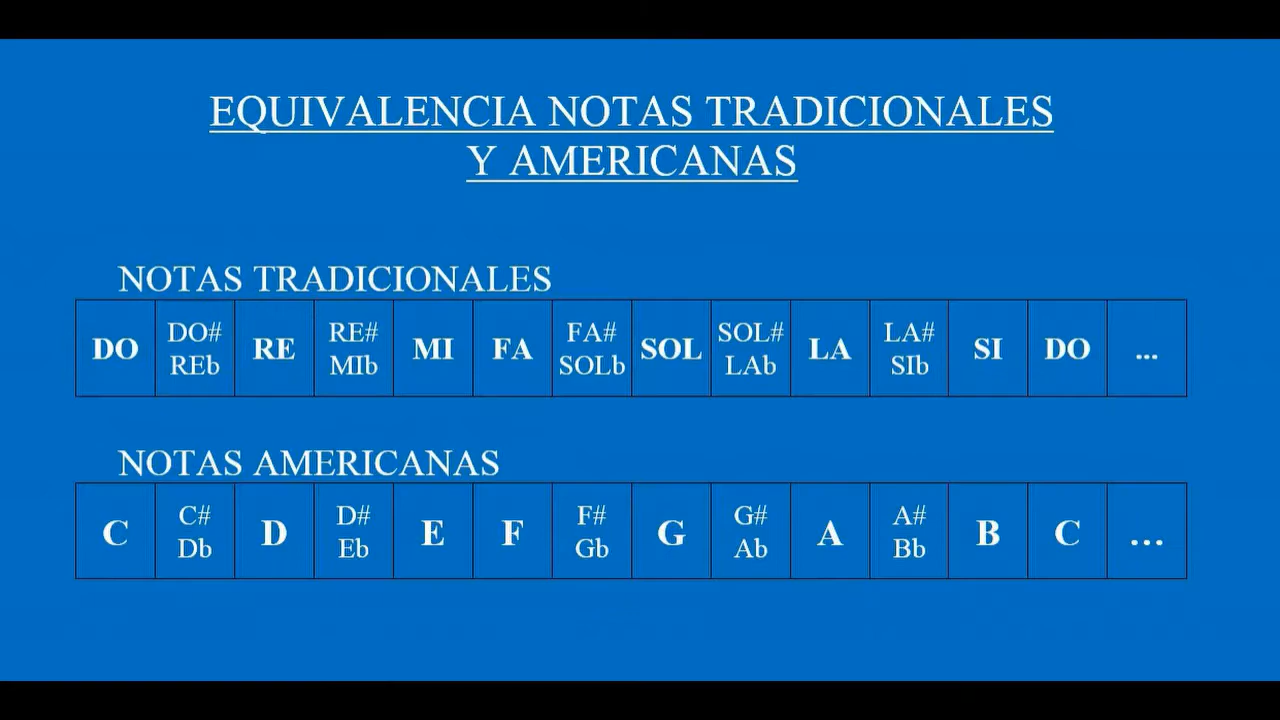 EQUIVALENCIA NOTAS TRADICIONALES
Y AMERICANAS
NOTAS TRADICIONALES
DO DO# REb RE RE# MIb MI FA FA# SOLb SOL SOL# LAb LA LA# SIb SI DO ...
NOTAS AMERICANAS
C C# Db D D# Eb E F F# Gb G G# Ab A A# Bb B C ...